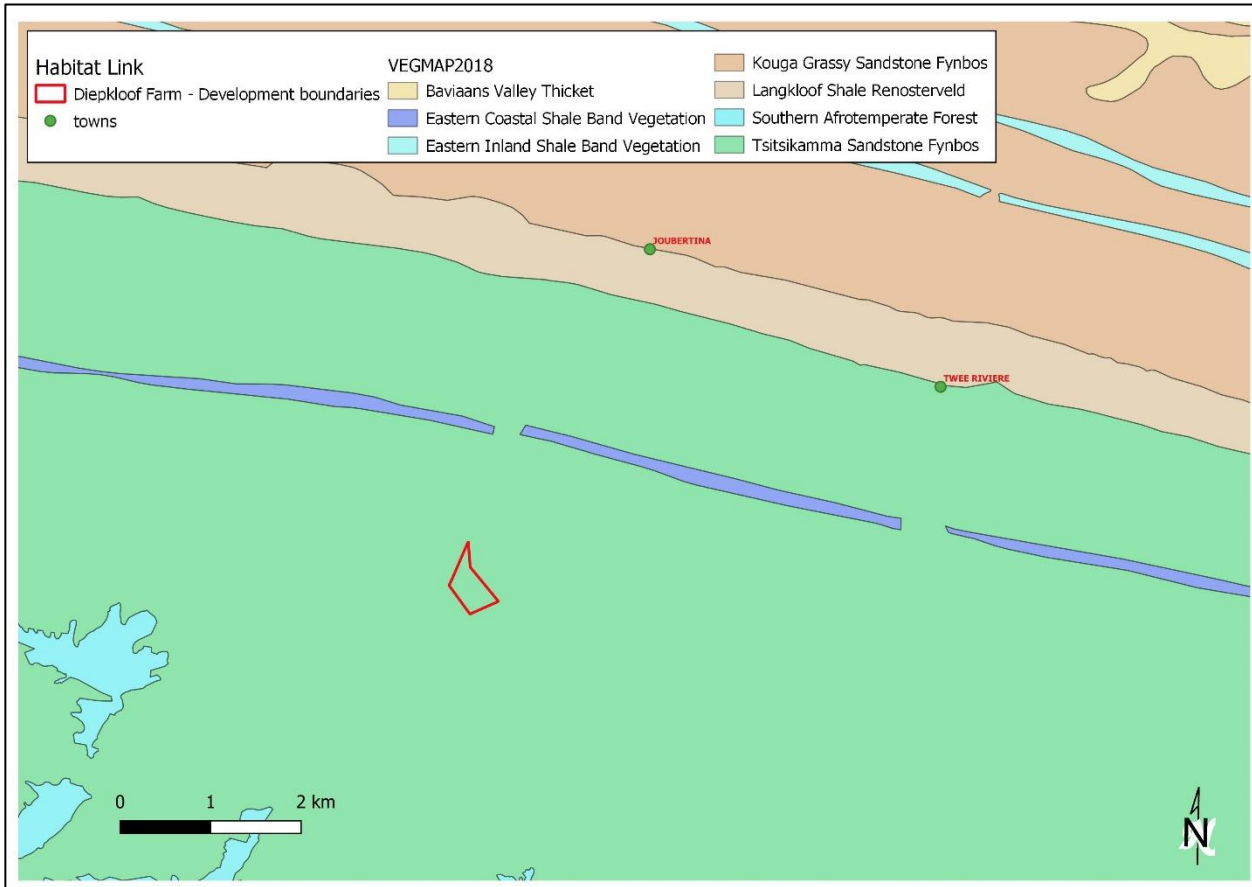 Habitat Link
Diepkloof Farm - Development boundaries
towns
VEGMAP2018
Baviaans Valley Thicket
Eastern Coastal Shale Band Vegetation
Eastern Inland Shale Band Vegetation
Kouga Grassy Sandstone Fynbos
Langkloof Shale Renosterveld
Southern Afrotemperate Forest
Tsitsikamma Sandstone Fynbos
JOUBERTINA
TWEE RIVIERE
0 1 2 km
N